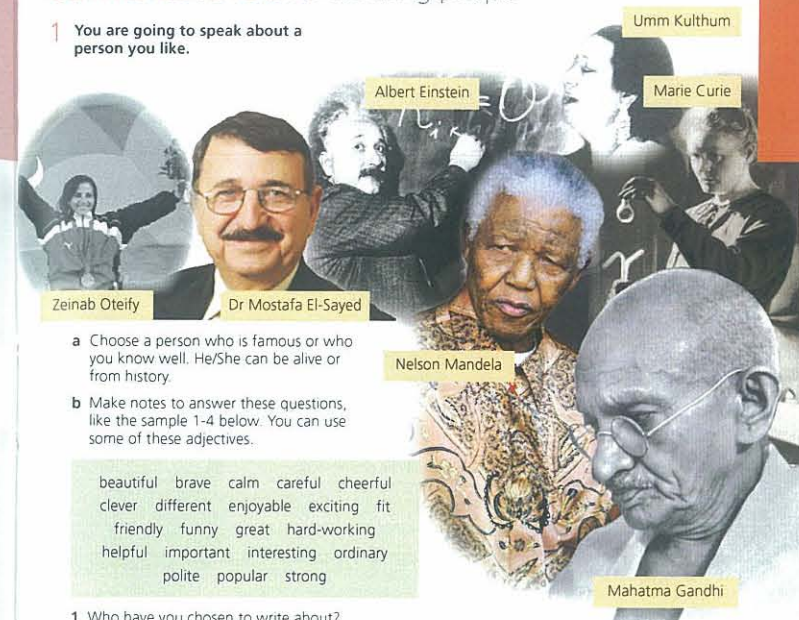 1 You are going to speak about a
person you like.
Umm Kulthum
Albert Einstein
Marie Curie
Zeinab Oteify
Dr Mostafa El-Sayed
Nelson Mandela
Mahatma Gandhi
a Choose a person who is famous or who
you know well. He/She can be alive or
from history.
b Make notes to answer these questions,
like the sample 1-4 below. You can use
some of these adjectives.
beautiful brave calm careful cheerful
clever different enjoyable exciting fit
friendly funny great hard-working
helpful important interesting ordinary
polite popular strong
1 Who have you chosen to write about?